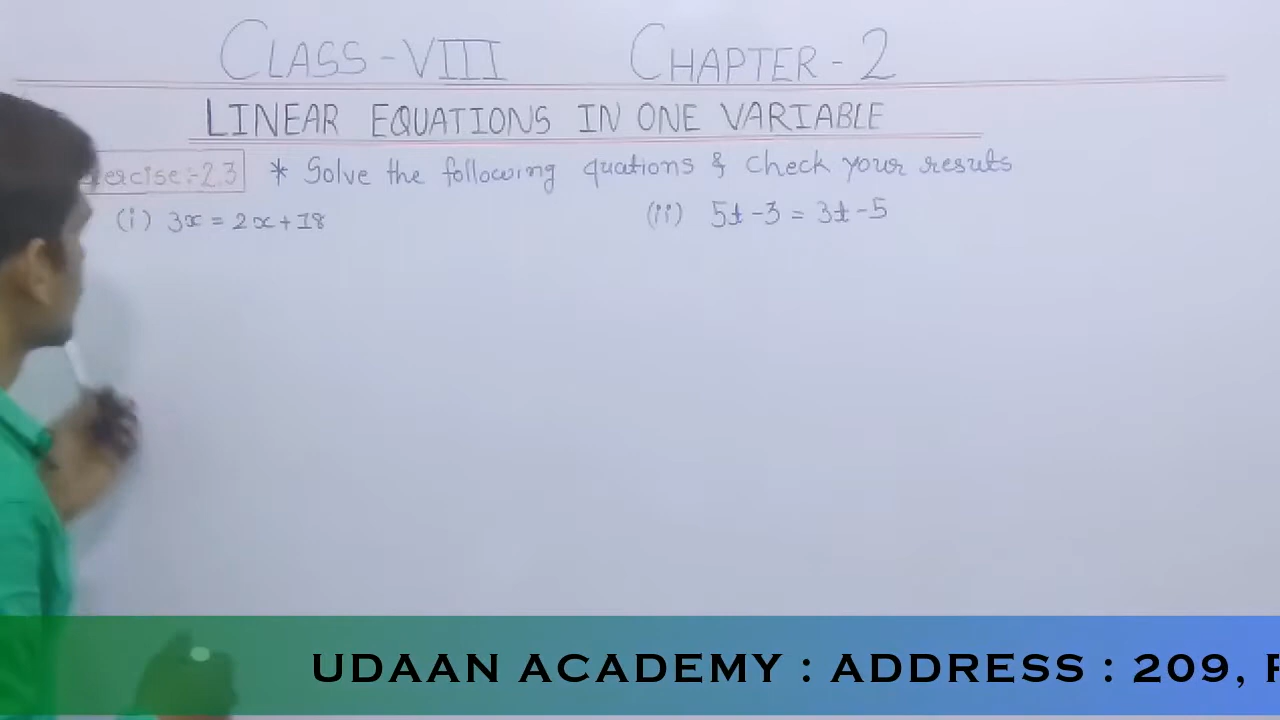 CLASS-VIII CHAPTER-2
LINEAR EQUATIONS IN ONE VARIABLE
ercise:-2.3 * Solve the following quations & check your results
(i) 3x = 2x+18 (ii) 5t-3 = 3t-5
UDAAN ACADEMY : ADDRESS : 209,